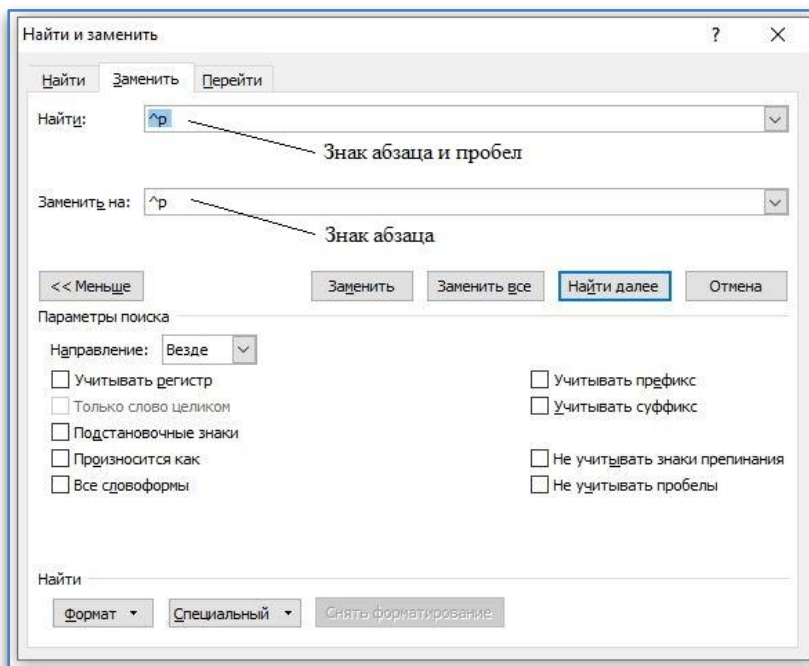 Найти и заменить ?
Найти Заменить Перейти
Найти: ^p
Знак абзаца и пробел
Заменить на: ^p
Знак абзаца
<< Меньше Заменить Заменить все Найти далее Отмена
Параметры поиска
Направление: Везде
Учитывать регистр Учитывать префикс
Только слово целиком Учитывать суффикс
Подстановочные знаки
Произносится как Не учитывать знаки препинания
Все словоформы Не учитывать пробелы
Найти
Формат Специальный Снять форматирование